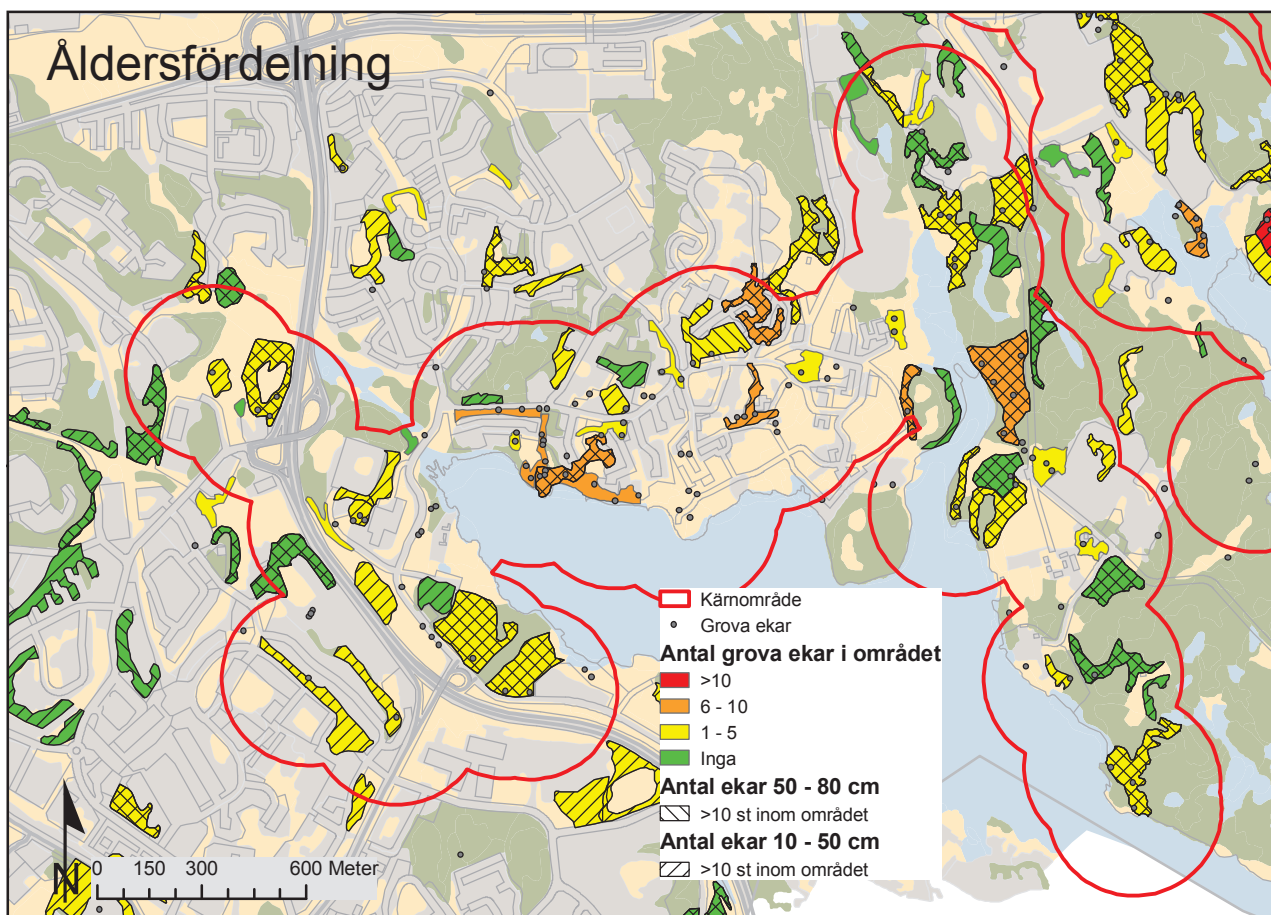 Åldersfördelning
Kärnområde
Grova ekar
Antal grova ekar i området
>10
6 - 10
1 - 5
Inga
Antal ekar 50 - 80 cm
>10 st inom området
Antal ekar 10 - 50 cm
>10 st inom området
N
0 150 300 600 Meter